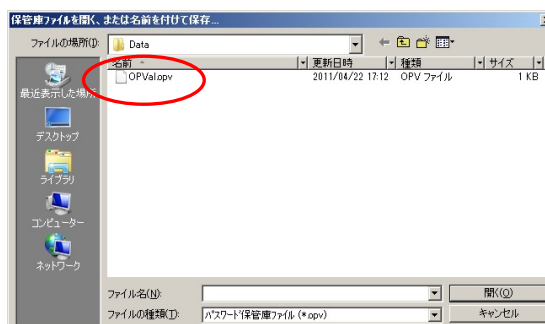 保管庫ファイルを開く、または名前を付けて保存...
ファイルの場所(I):
Data
名前
更新日時
種類
サイズ
OPVal.opv
2011/04/22 17:12
OPV ファイル
1 KB
最近表示した場所
デスクトップ
ライブラリ
コンピューター
ネットワーク
ファイル名(N):
開く(O)
ファイルの種類(T):
パスワード保管庫ファイル (*.opv)
キャンセル